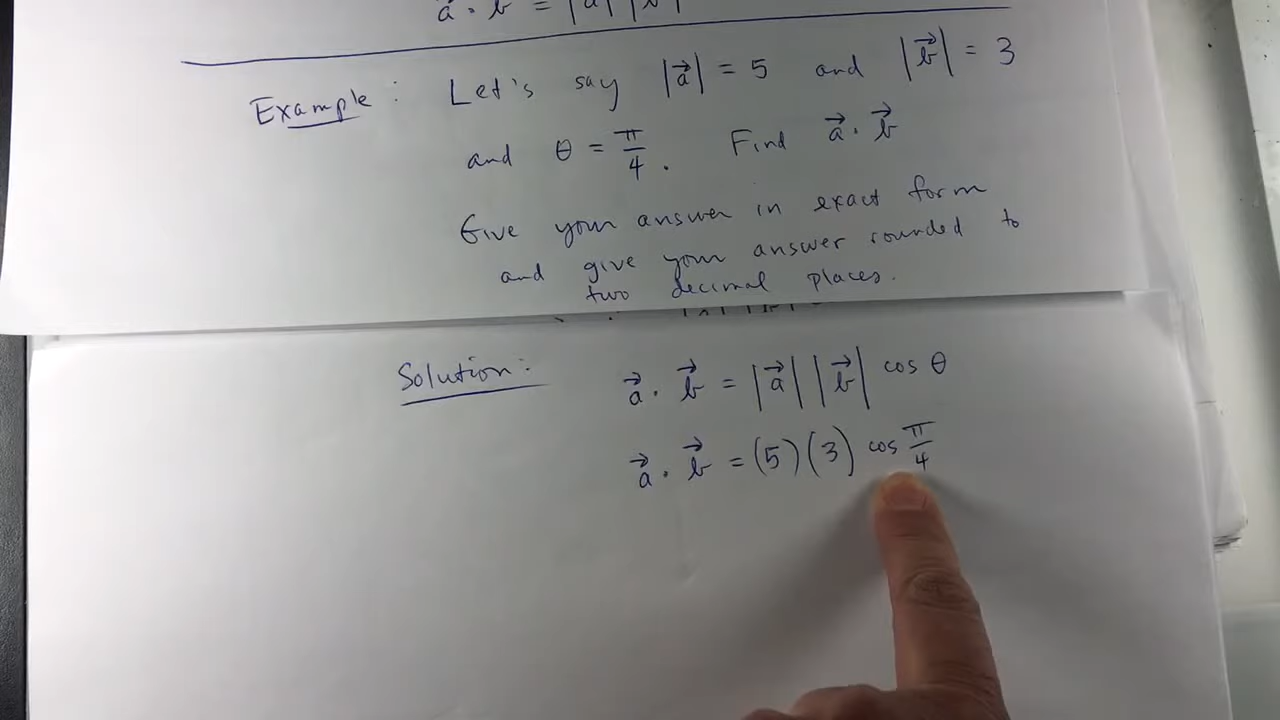 a⃗ · b⃗ = |a⃗| |b⃗|
Example: Let's say |a⃗| = 5 and |b⃗| = 3
and θ = π/4. Find a⃗ · b⃗
Give your answer in exact form
and give your answer rounded to
two decimal places.
Solution: a⃗ · b⃗ = |a⃗| |b⃗| cos θ
a⃗ · b⃗ = (5)(3) cos π/4